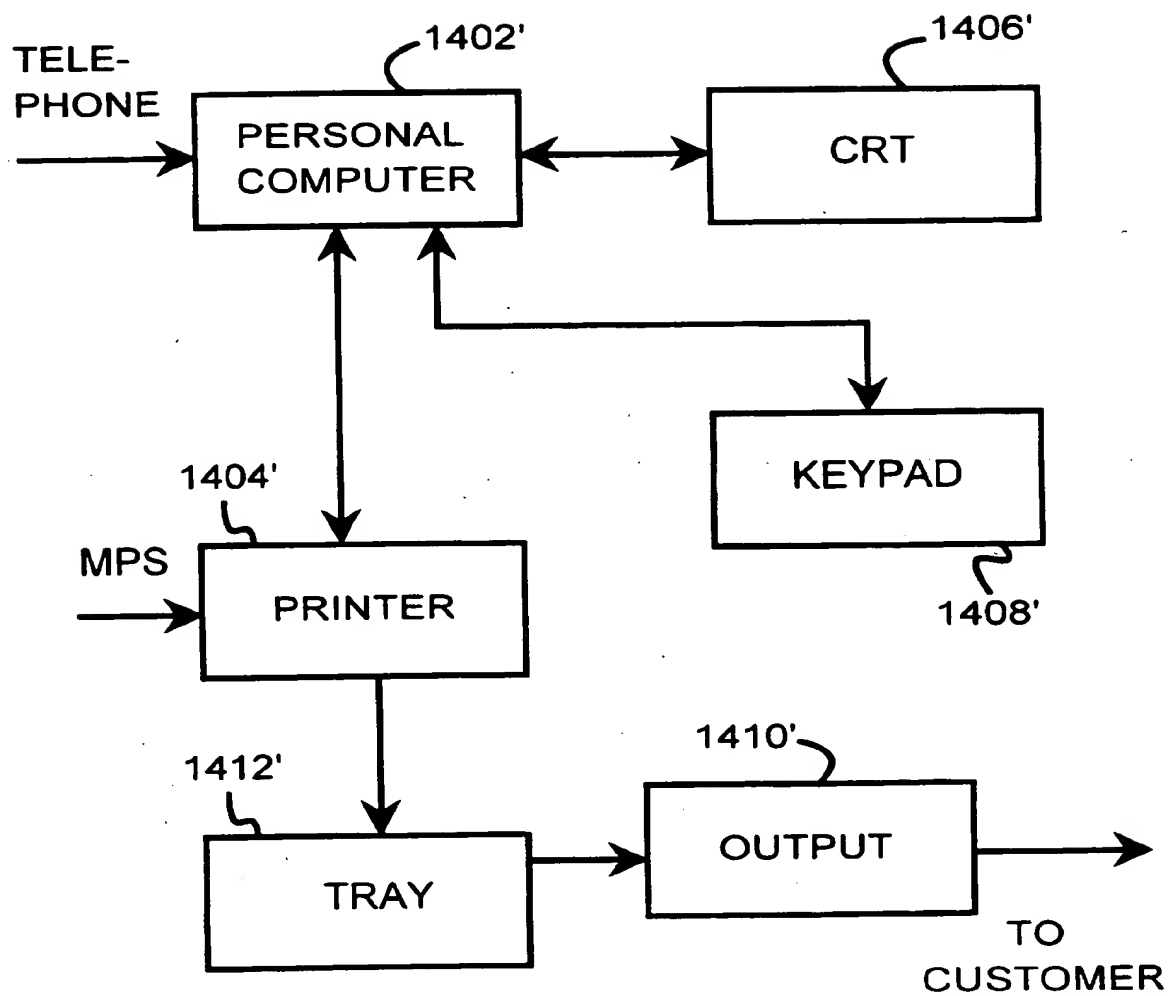 1402'
1406'
TELE-
PHONE
PERSONAL
COMPUTER
CRT
1404'
KEYPAD
MPS
PRINTER
1408'
1410'
1412'
OUTPUT
TRAY
TO
CUSTOMER